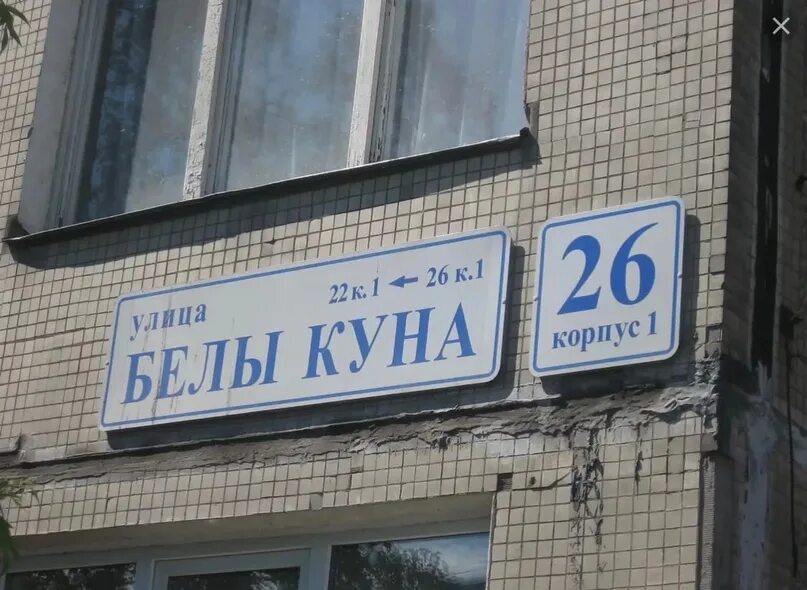 улица
22 к.1 ← 26 к.1
БЕЛЫ КУНА
26
корпус 1